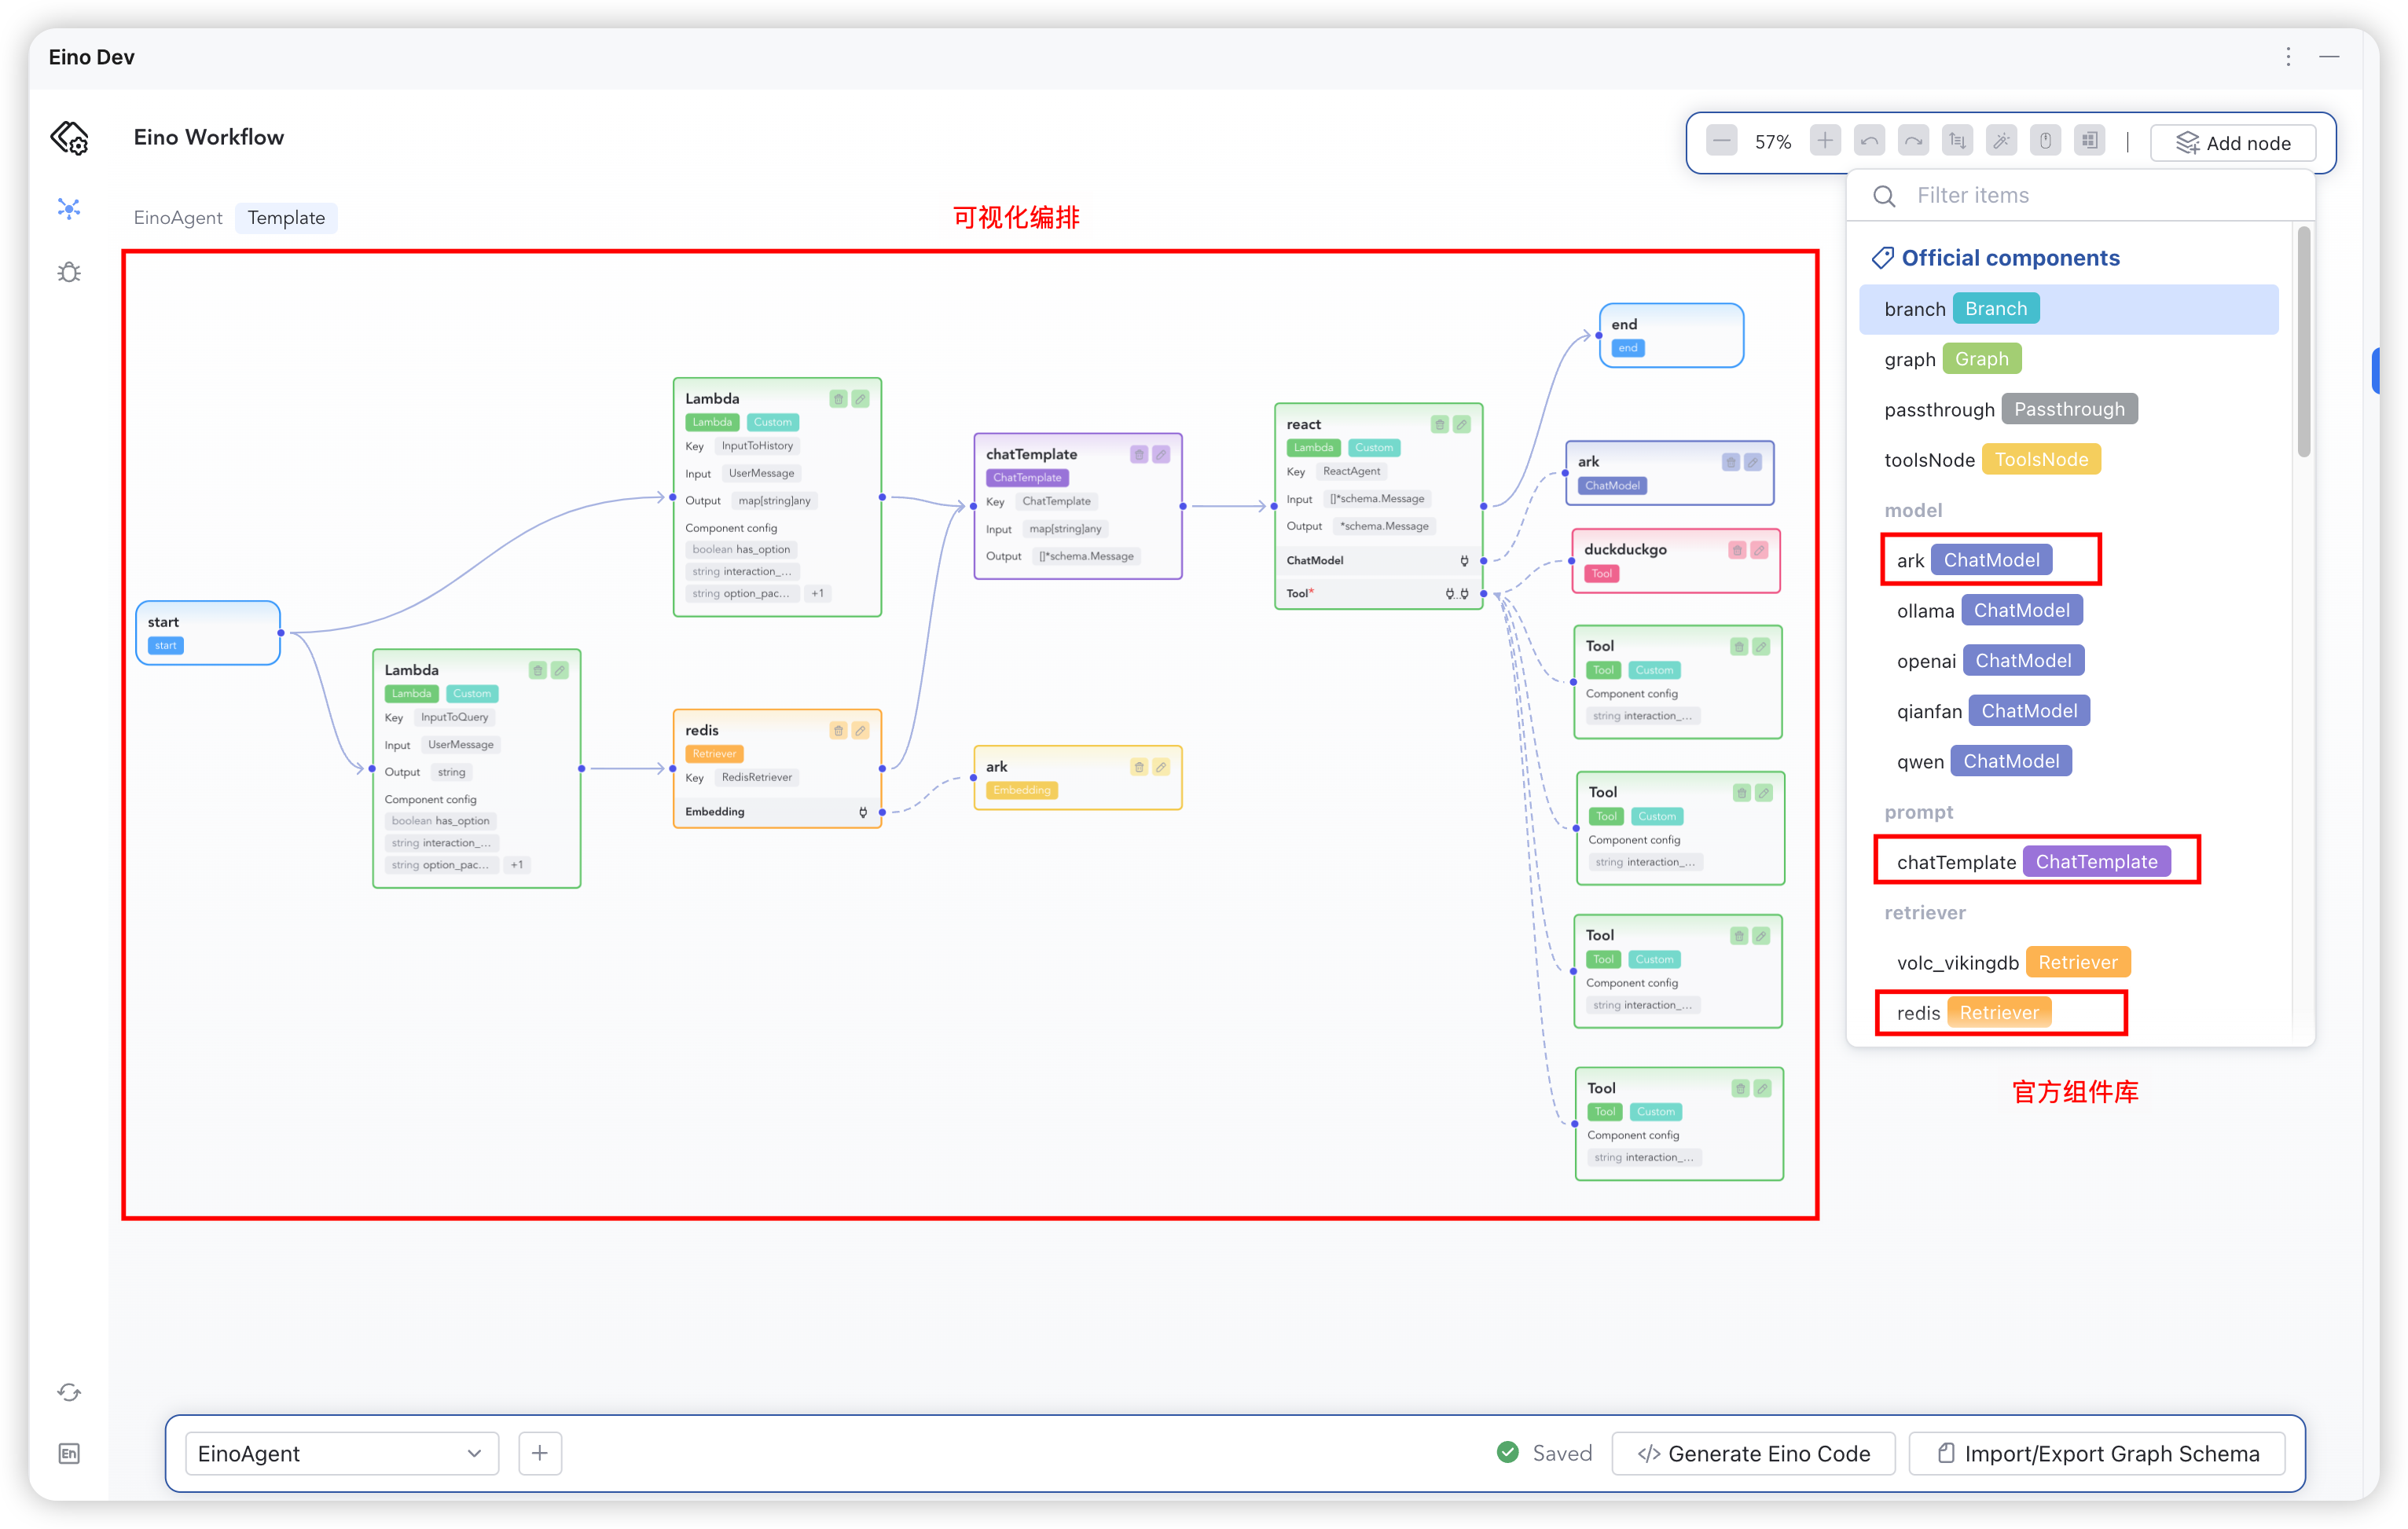 Eino Dev
Eino Workflow
57%
Add node
EinoAgent Template
可视化编排
Filter items
Official components
branch Branch
graph Graph
passthrough Passthrough
toolsNode ToolsNode
model
ark ChatModel
ollama ChatModel
openai ChatModel
qianfan ChatModel
qwen ChatModel
prompt
chatTemplate ChatTemplate
retriever
volc_vikingdb Retriever
redis Retriever
官方组件库
start
start
Lambda
Lambda Custom
Key InputToQuery
Input UserMessage
Output string
Component config
boolean has_option
string interaction_...
string option_pac... +1
Lambda
Lambda Custom
Key InputToHistory
Input UserMessage
Output map[string]any
Component config
boolean has_option
string interaction_...
string option_pac... +1
redis
Retriever
Key RedisRetriever
Embedding
chatTemplate
ChatTemplate
Key ChatTemplate
Input map[string]any
Output []*schema.Message
ark
Embedding
react
Lambda Custom
Key ReactAgent
Input []*schema.Message
Output *schema.Message
ChatModel
Tool*
end
end
ark
ChatModel
duckduckgo
Tool
Tool
Tool Custom
Component config
string interaction_...
Tool
Tool Custom
Component config
string interaction_...
Tool
Tool Custom
Component config
string interaction_...
Tool
Tool Custom
Component config
string interaction_...
En
EinoAgent
Saved
Generate Eino Code
Import/Export Graph Schema